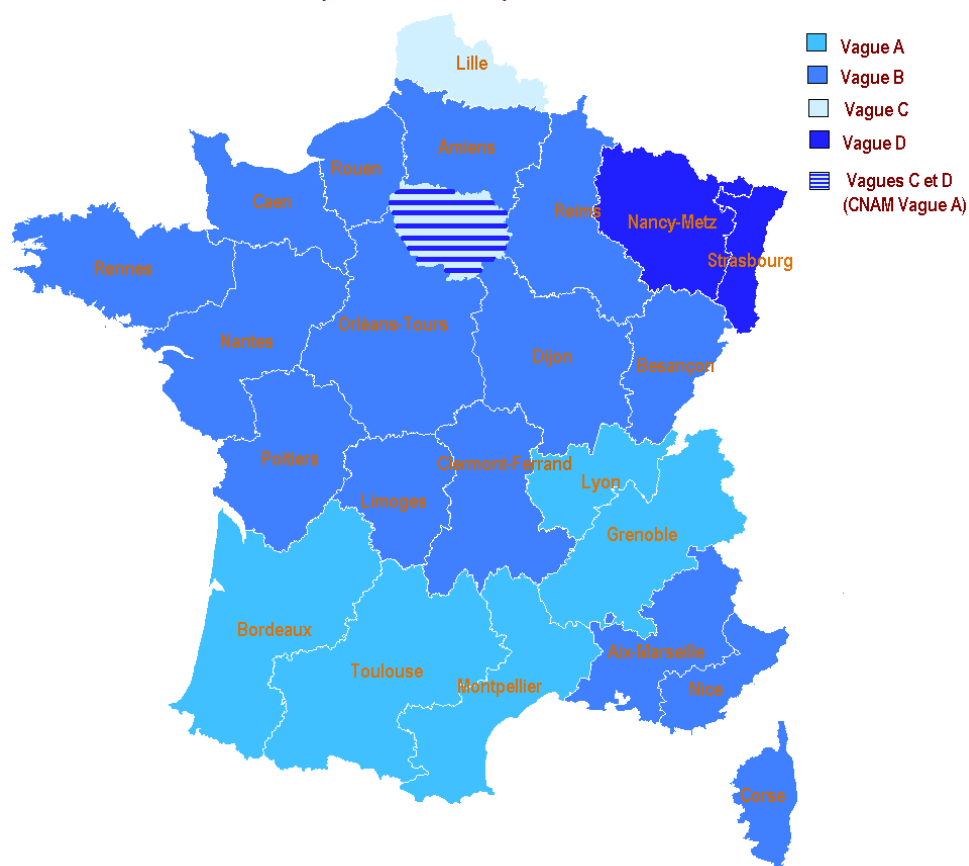 Lille
Vague A
Vague B
Vague C
Vague D
Vagues C et D
(CNAM Vague A)
Amiens
Rouen
Caen
Reims
Nancy-Metz
Strasbourg
Rennes
Orléans-Tours
Nantes
Dijon
Besançon
Poitiers
Clermont-Ferrand
Limoges
Lyon
Grenoble
Bordeaux
Aix-Marseille
Toulouse
Montpellier
Nice
Corse